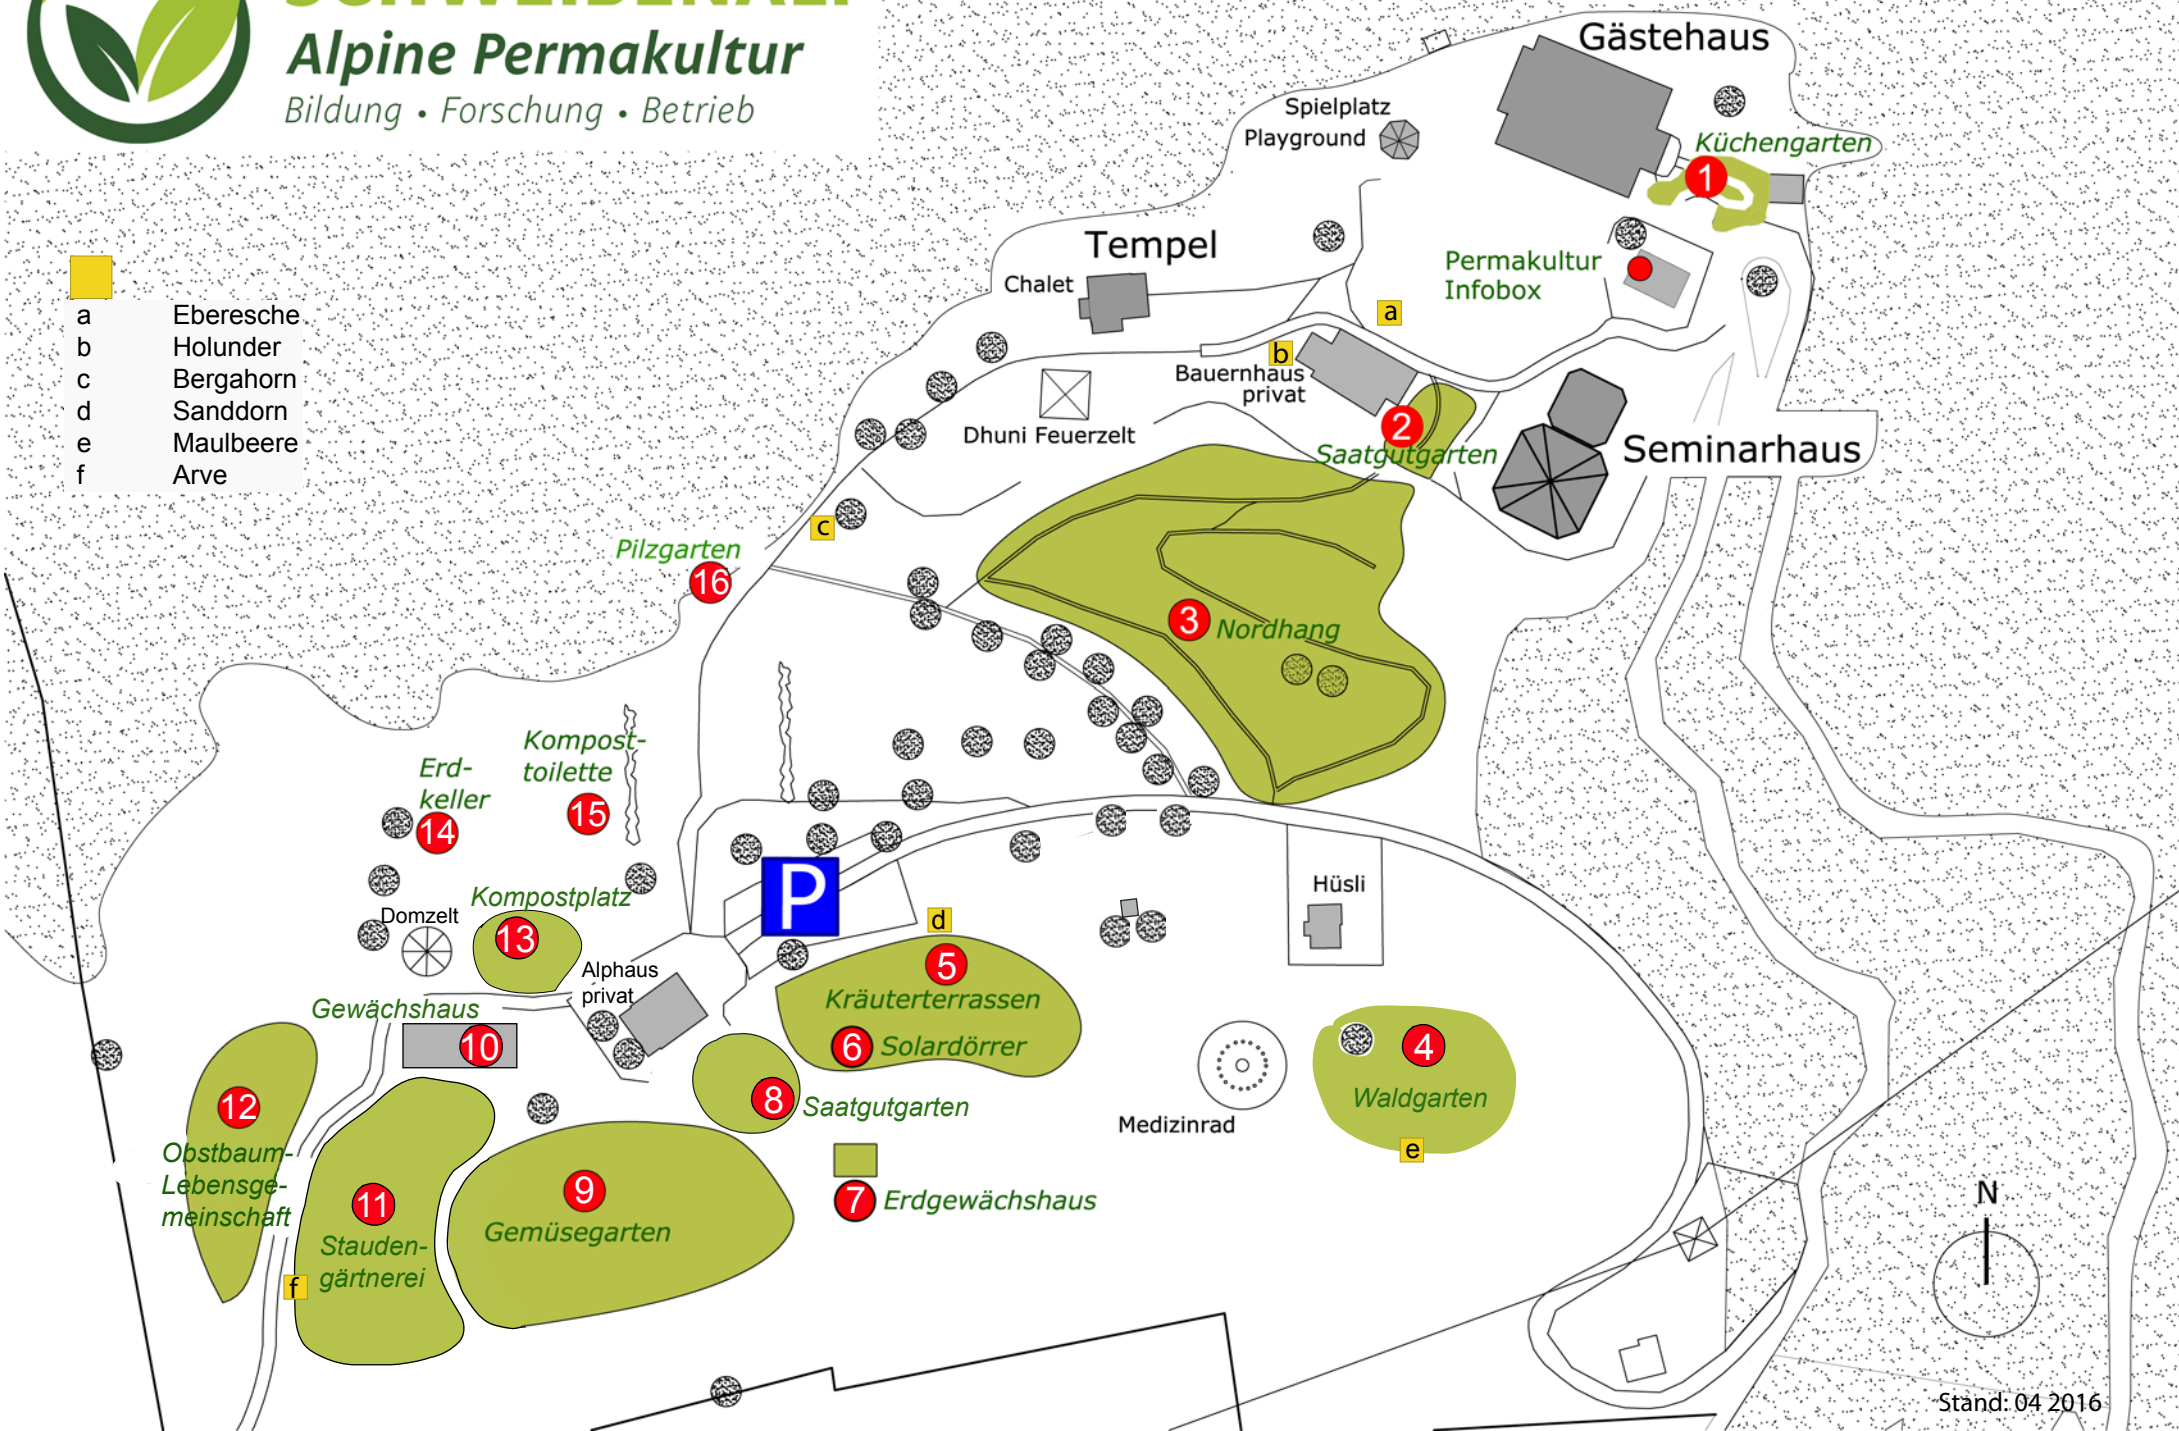 Alpine Permakultur
Bildung • Forschung • Betrieb
Gästehaus
Spielplatz
Playground
Küchengarten
1
Tempel
Chalet
Permakultur
Infobox
a Eberesche
b Holunder
c Bergahorn
d Sanddorn
e Maulbeere
f Arve
a
b
Bauernhaus
privat
Dhuni Feuerzelt
2
Saatgutgarten
Seminarhaus
c
Pilzgarten
16
3 Nordhang
Kompost-
toilette
15
Erd-
keller
14
P
Hüsli
Kompostplatz
13
Domzelt
d
5
Kräuterterrassen
6 Solardörrer
Alphaus
privat
Gewächshaus
10
4
Waldgarten
e
Medizinrad
8 Saatgutgarten
12
Obstbaum-
Lebensge-
meinschaft
11
Stauden-
gärtnerei
f
9
Gemüsegarten
7 Erdgewächshaus
N
Stand: 04 2016